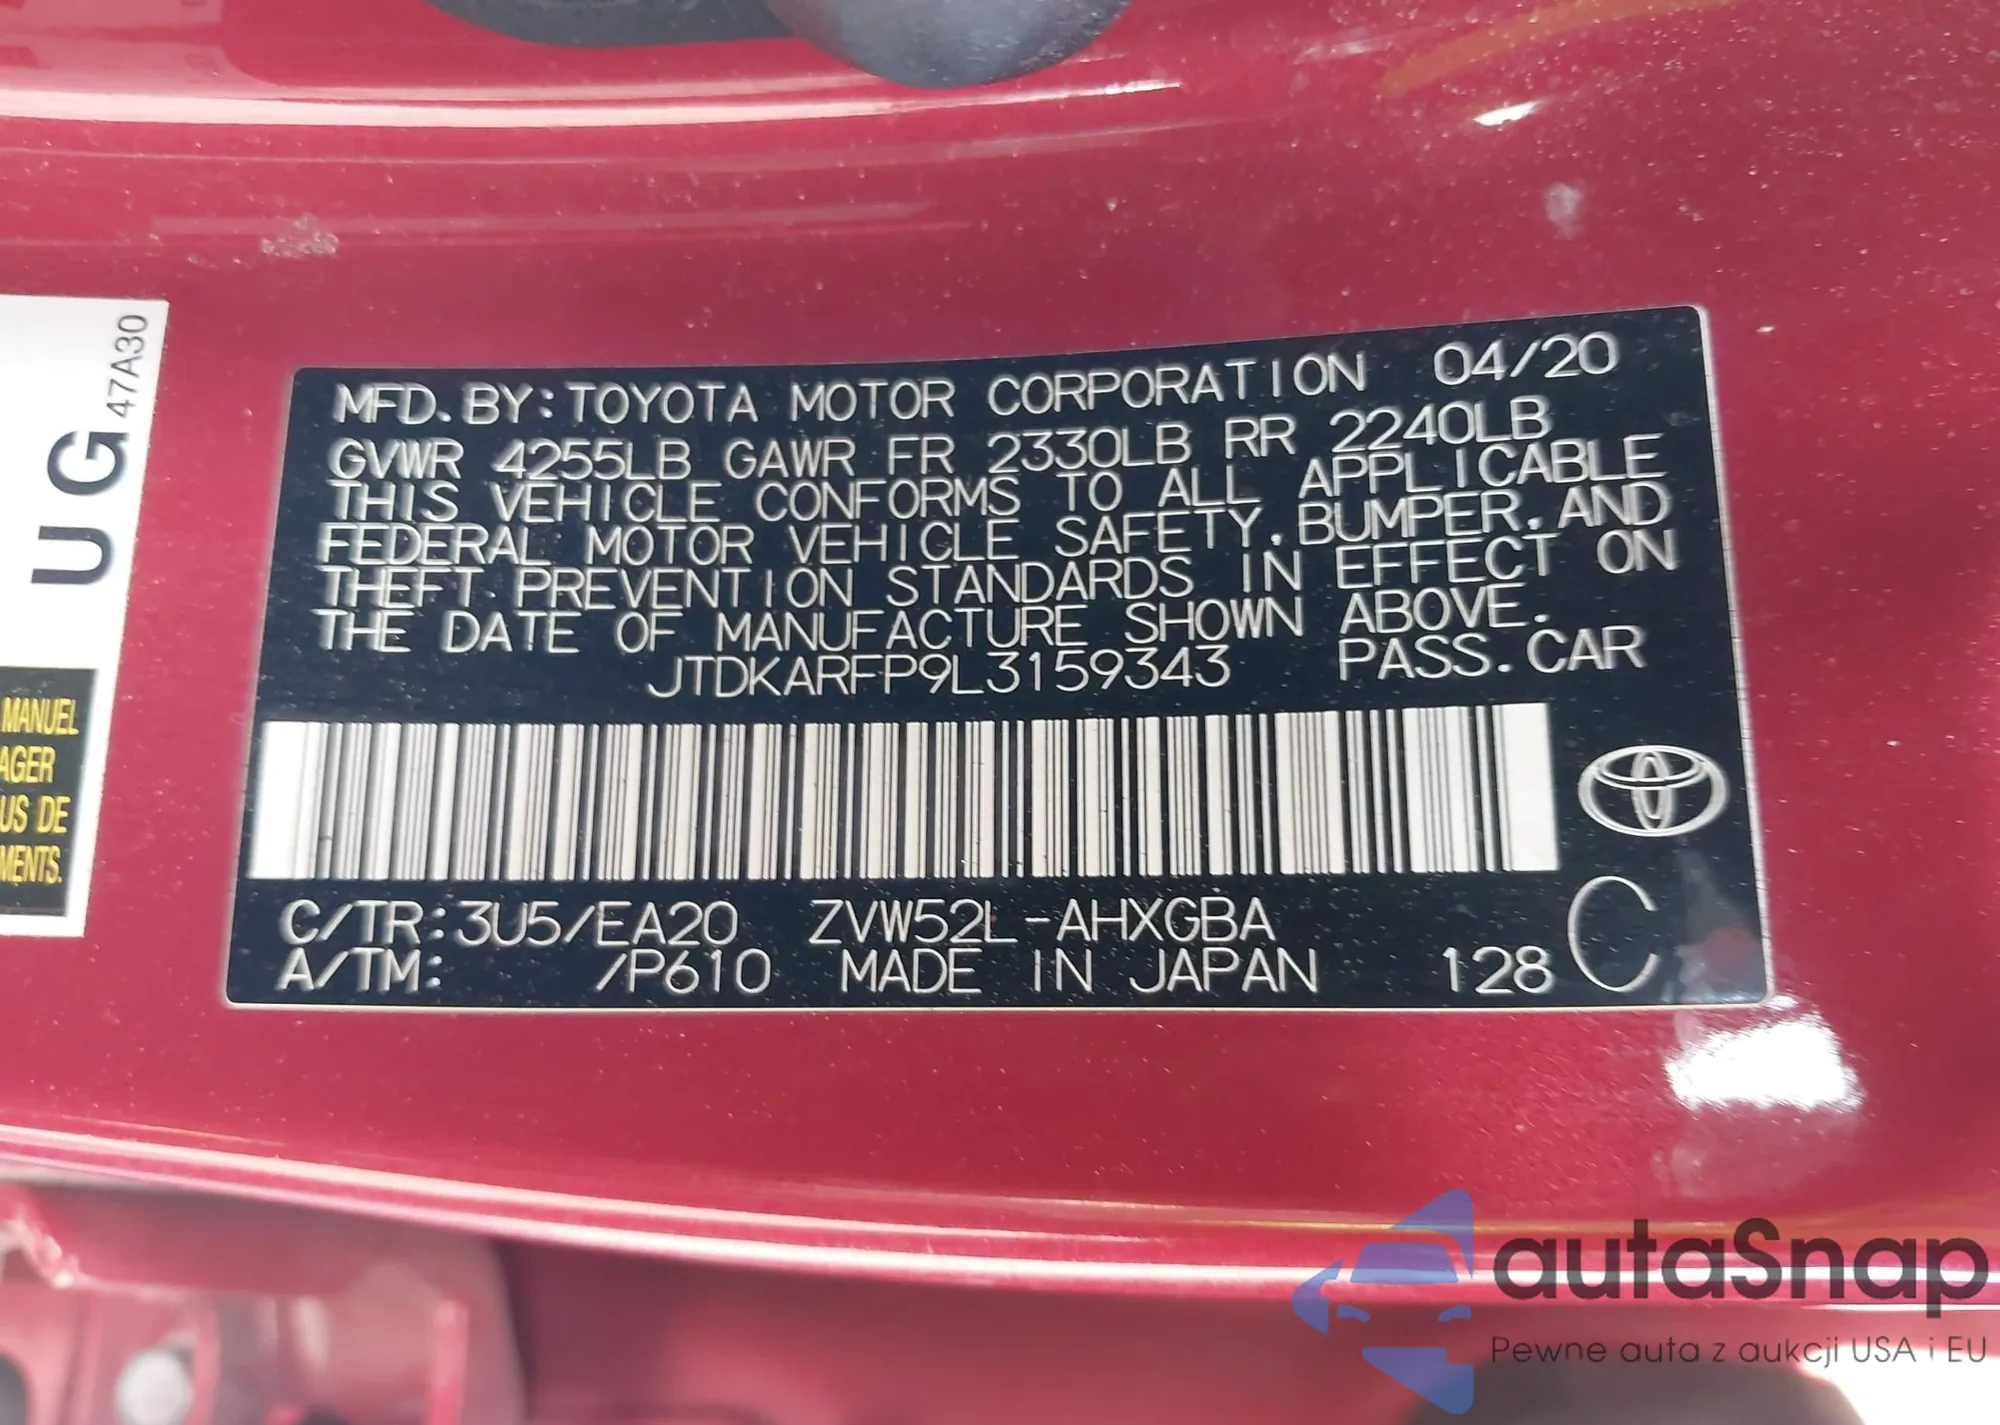 MFD. BY: TOYOTA MOTOR CORPORATION 04/20
GVWR 4255LB GAWR FR 2330LB RR 2240LB
THIS VEHICLE CONFORMS TO ALL APPLICABLE
FEDERAL MOTOR VEHICLE SAFETY, BUMPER, AND
THEFT PREVENTION STANDARDS IN EFFECT ON
THE DATE OF MANUFACTURE SHOWN ABOVE.
JTDKARFP9L3159343 PASS. CAR
C/TR: 3U5/EA20 ZVW52L-AHXGBA
A/TM: /P610 MADE IN JAPAN 128 C
UG
47A30
MANUEL
AGER
US DE
MENTS.
autaSnap
Pewne auta z aukcji USA i EU